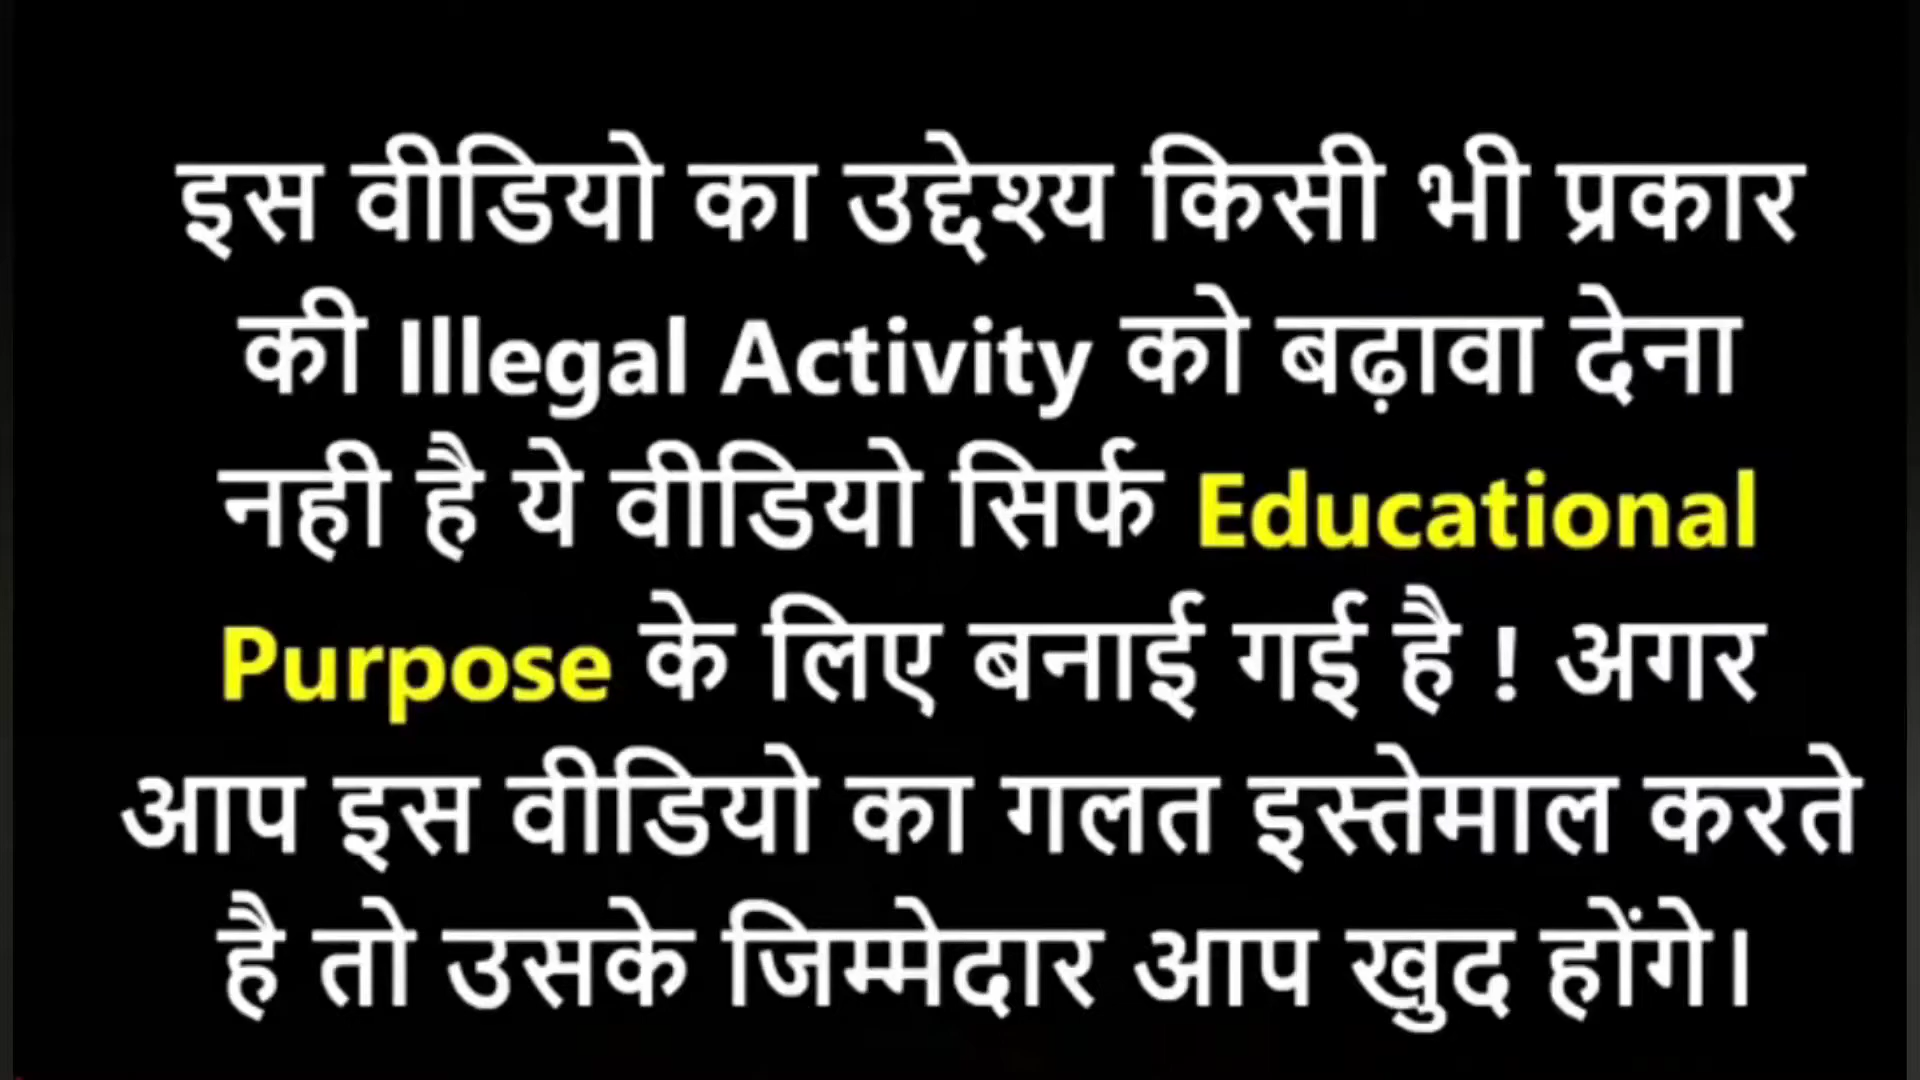 इस वीडियो का उद्देश्य किसी भी प्रकार
की Illegal Activity को बढ़ावा देना
नही है ये वीडियो सिर्फ Educational
Purpose के लिए बनाई गई है ! अगर
आप इस वीडियो का गलत इस्तेमाल करते
है तो उसके जिम्मेदार आप खुद होंगे।